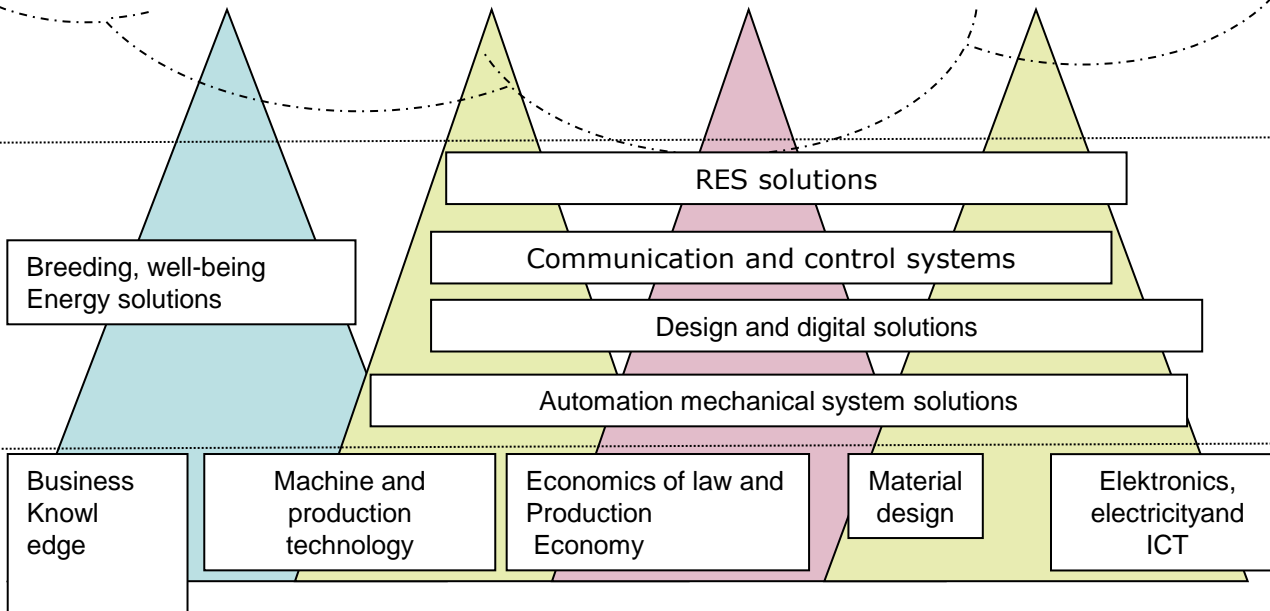 RES solutions
Communication and control systems
Breeding, well-being
Energy solutions
Design and digital solutions
Automation mechanical system solutions
Business
Knowl
edge
Machine and
production
technology
Economics of law and
Production
Economy
Material
design
Elektronics,
electricityand
ICT